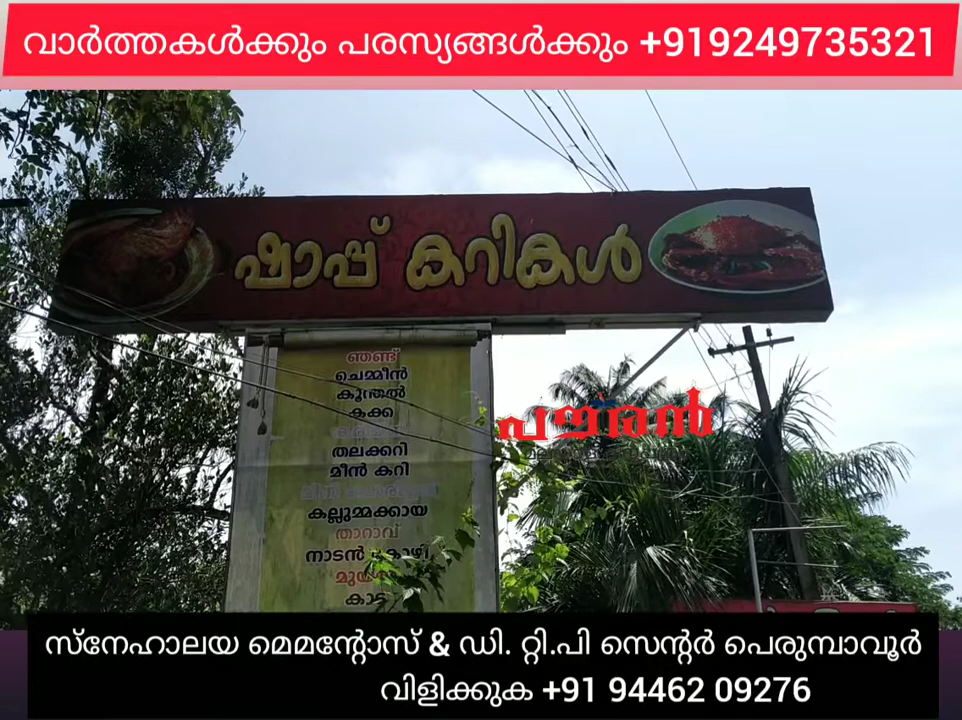 വാർത്തകൾക്കും പരസ്യങ്ങൾക്കും +919249735321
ഷാപ്പ് കറികൾ
ഞണ്ട്
ചെമ്മീൻ
കൂന്തൽ
കക്ക
തലക്കറി
മീൻ കറി
കല്ലുമ്മക്കായ
താറാവ്
നാടൻ കോഴി
കാട
പൗരൻ
സ്നേഹാലയ മെമന്റോസ് & ഡി. റ്റി.പി സെന്റർ പെരുമ്പാവൂർ
വിളിക്കുക +91 94462 09276